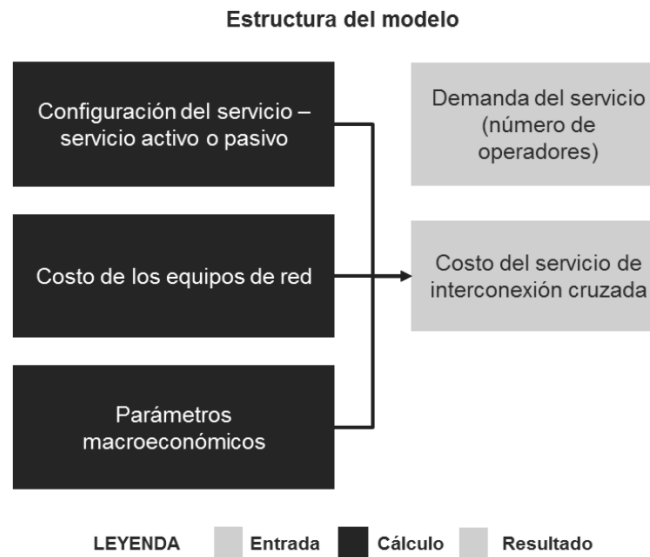 Estructura del modelo
Configuración del servicio –
servicio activo o pasivo
Demanda del servicio
(número de
operadores)
Costo de los equipos de red
Costo del servicio de
interconexión cruzada
Parámetros
macroeconómicos
LEYENDA Entrada Cálculo Resultado